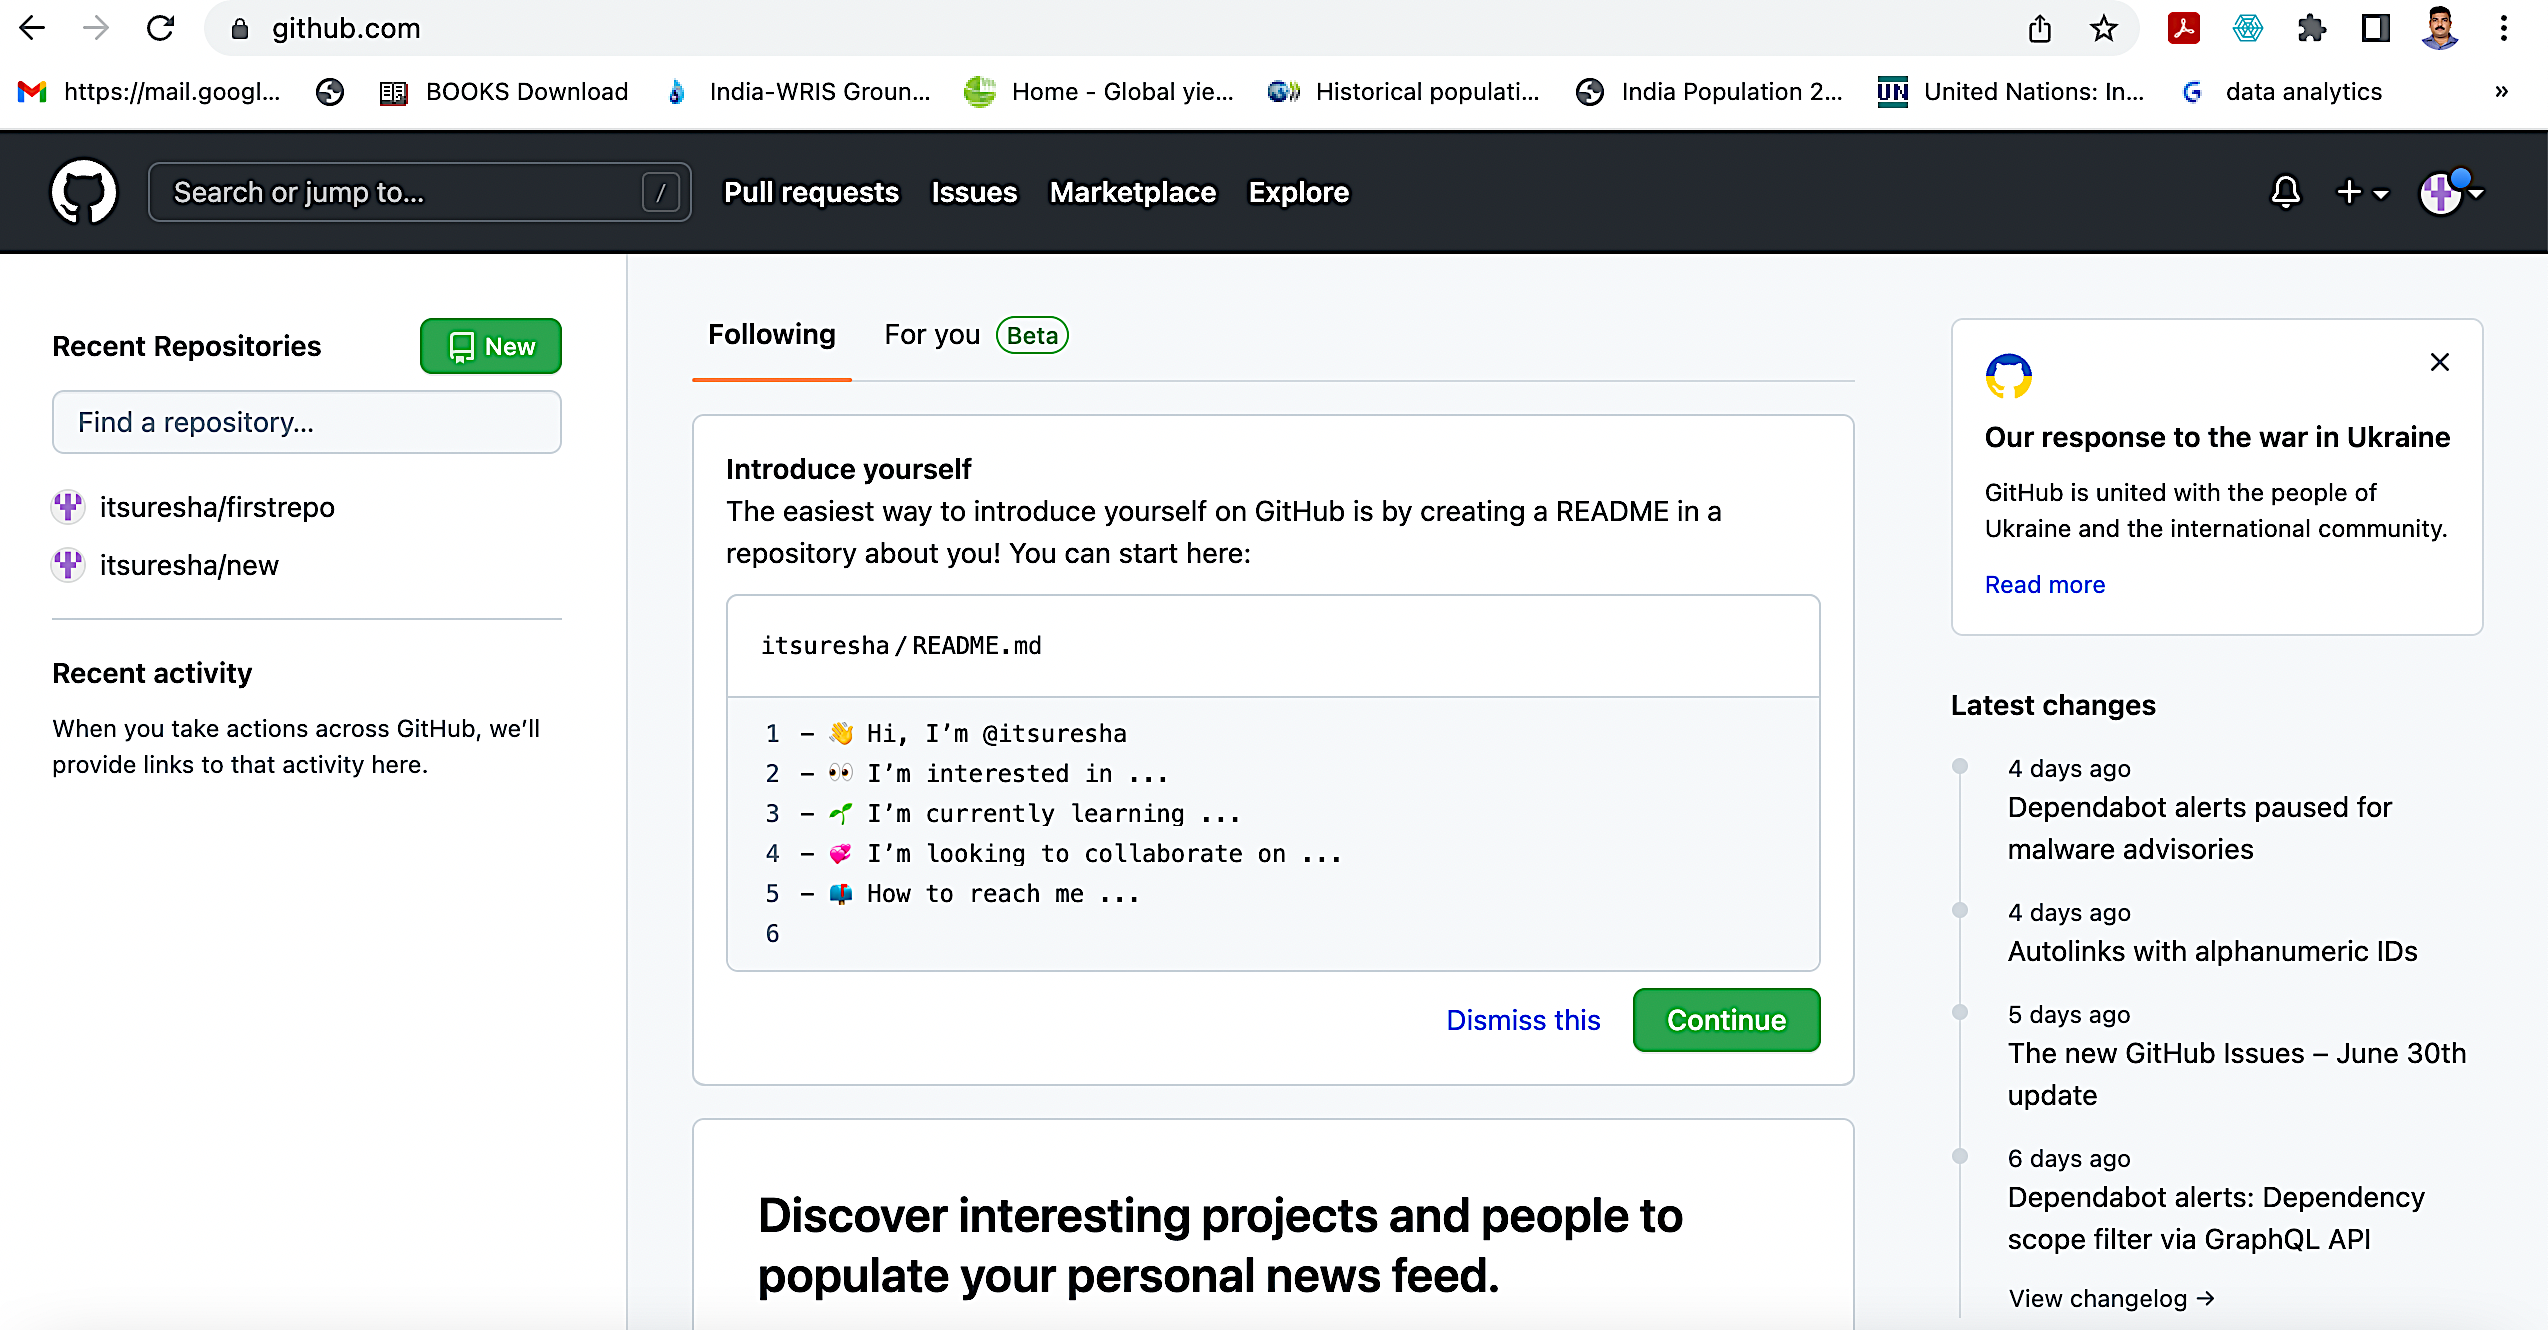 github.com
https://mail.googl...
BOOKS Download
India-WRIS Groun...
Home - Global yie...
Historical populati...
India Population 2...
UN
United Nations: In...
data analytics
»
Search or jump to...
/
Pull requests
Issues
Marketplace
Explore
Recent Repositories
New
Find a repository...
itsuresha/firstrepo
itsuresha/new
Recent activity
When you take actions across GitHub, we’ll
provide links to that activity here.
Following
For you
Beta
Introduce yourself
The easiest way to introduce yourself on GitHub is by creating a README in a
repository about you! You can start here:
itsuresha/README.md
1 - 👋 Hi, I’m @itsuresha
2 - 👀 I’m interested in ...
3 - 🌱 I’m currently learning ...
4 - 💞️ I’m looking to collaborate on ...
5 - 📫 How to reach me ...
6
Dismiss this
Continue
Discover interesting projects and people to
populate your personal news feed.
Our response to the war in Ukraine
GitHub is united with the people of
Ukraine and the international community.
Read more
Latest changes
4 days ago
Dependabot alerts paused for
malware advisories
4 days ago
Autolinks with alphanumeric IDs
5 days ago
The new GitHub Issues – June 30th
update
6 days ago
Dependabot alerts: Dependency
scope filter via GraphQL API
View changelog →